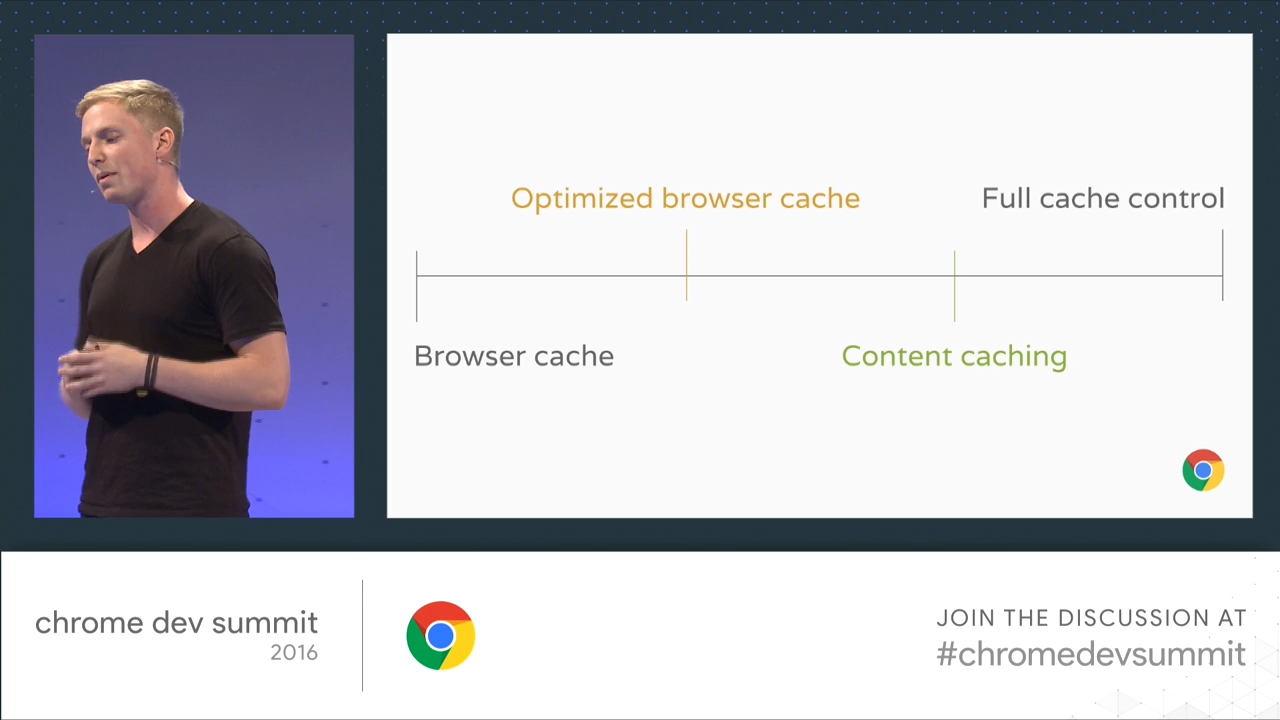 Optimized browser cache
Full cache control
Browser cache
Content caching
chrome dev summit
2016
JOIN THE DISCUSSION AT
#chromedevsummit